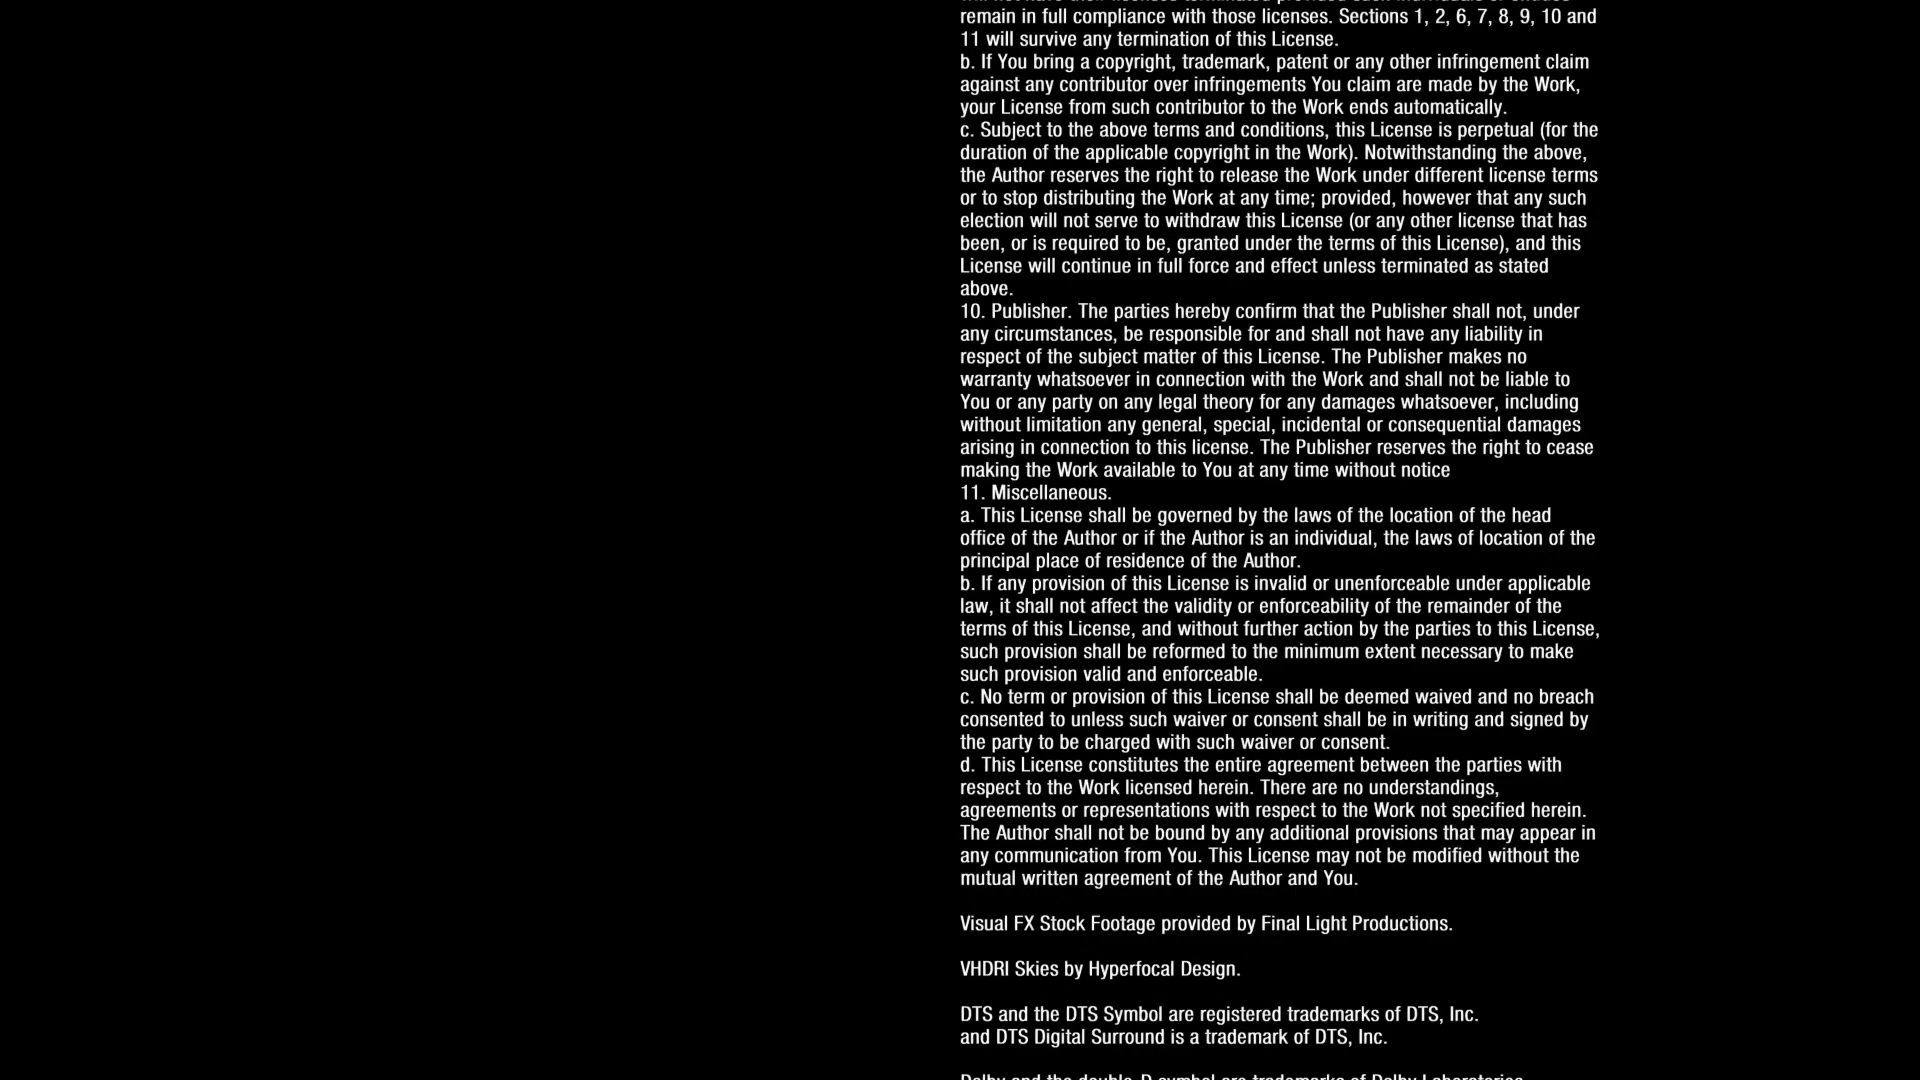 remain in full compliance with those licenses. Sections 1, 2, 6, 7, 8, 9, 10 and
11 will survive any termination of this License.
b. If You bring a copyright, trademark, patent or any other infringement claim
against any contributor over infringements You claim are made by the Work,
your License from such contributor to the Work ends automatically.
c. Subject to the above terms and conditions, this License is perpetual (for the
duration of the applicable copyright in the Work). Notwithstanding the above,
the Author reserves the right to release the Work under different license terms
or to stop distributing the Work at any time; provided, however that any such
election will not serve to withdraw this License (or any other license that has
been, or is required to be, granted under the terms of this License), and this
License will continue in full force and effect unless terminated as stated
above.
10. Publisher. The parties hereby confirm that the Publisher shall not, under
any circumstances, be responsible for and shall not have any liability in
respect of the subject matter of this License. The Publisher makes no
warranty whatsoever in connection with the Work and shall not be liable to
You or any party on any legal theory for any damages whatsoever, including
without limitation any general, special, incidental or consequential damages
arising in connection to this license. The Publisher reserves the right to cease
making the Work available to You at any time without notice
11. Miscellaneous.
a. This License shall be governed by the laws of the location of the head
office of the Author or if the Author is an individual, the laws of location of the
principal place of residence of the Author.
b. If any provision of this License is invalid or unenforceable under applicable
law, it shall not affect the validity or enforceability of the remainder of the
terms of this License, and without further action by the parties to this License,
such provision shall be reformed to the minimum extent necessary to make
such provision valid and enforceable.
c. No term or provision of this License shall be deemed waived and no breach
consented to unless such waiver or consent shall be in writing and signed by
the party to be charged with such waiver or consent.
d. This License constitutes the entire agreement between the parties with
respect to the Work licensed herein. There are no understandings,
agreements or representations with respect to the Work not specified herein.
The Author shall not be bound by any additional provisions that may appear in
any communication from You. This License may not be modified without the
mutual written agreement of the Author and You.
Visual FX Stock Footage provided by Final Light Productions.
VHDRI Skies by Hyperfocal Design.
DTS and the DTS Symbol are registered trademarks of DTS, Inc.
and DTS Digital Surround is a trademark of DTS, Inc.
Dolby and the double-D symbol are trademarks of Dolby Laboratories.